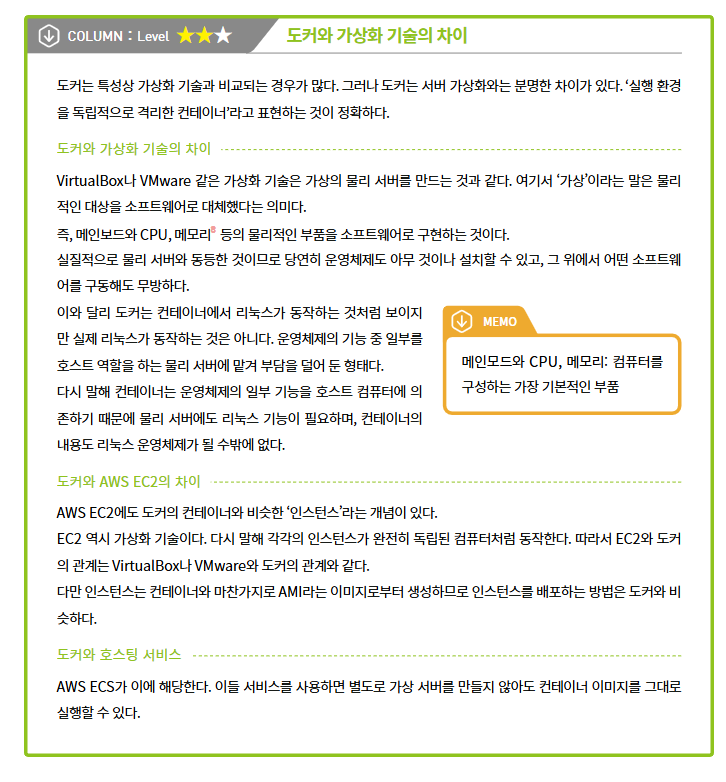 COLUMN : Level ★★★ 도커와 가상화 기술의 차이
도커는 특성상 가상화 기술과 비교되는 경우가 많다. 그러나 도커는 서버 가상화와는 분명한 차이가 있다. ‘실행 환경
을 독립적으로 격리한 컨테이너’라고 표현하는 것이 정확하다.
도커와 가상화 기술의 차이
VirtualBox나 VMware 같은 가상화 기술은 가상의 물리 서버를 만드는 것과 같다. 여기서 ‘가상’이라는 말은 물리
적인 대상을 소프트웨어로 대체했다는 의미다.
즉, 메인보드와 CPU, 메모리8 등의 물리적인 부품을 소프트웨어로 구현하는 것이다.
실질적으로 물리 서버와 동등한 것이므로 당연히 운영체제도 아무 것이나 설치할 수 있고, 그 위에서 어떤 소프트웨
어를 구동해도 무방하다.
이와 달리 도커는 컨테이너에서 리눅스가 동작하는 것처럼 보이지
만 실제 리눅스가 동작하는 것은 아니다. 운영체제의 기능 중 일부를
호스트 역할을 하는 물리 서버에 맡겨 부담을 덜어 둔 형태다.
다시 말해 컨테이너는 운영체제의 일부 기능을 호스트 컴퓨터에 의
존하기 때문에 물리 서버에도 리눅스 기능이 필요하며, 컨테이너의
내용도 리눅스 운영체제가 될 수밖에 없다.
MEMO
메인모드와 CPU, 메모리: 컴퓨터를
구성하는 가장 기본적인 부품
도커와 AWS EC2의 차이
AWS EC2에도 도커의 컨테이너와 비슷한 ‘인스턴스’라는 개념이 있다.
EC2 역시 가상화 기술이다. 다시 말해 각각의 인스턴스가 완전히 독립된 컴퓨터처럼 동작한다. 따라서 EC2와 도커
의 관계는 VirtualBox나 VMware와 도커의 관계와 같다.
다만 인스턴스는 컨테이너와 마찬가지로 AMI라는 이미지로부터 생성하므로 인스턴스를 배포하는 방법은 도커와 비
슷하다.
도커와 호스팅 서비스
AWS ECS가 이에 해당한다. 이들 서비스를 사용하면 별도로 가상 서버를 만들지 않아도 컨테이너 이미지를 그대로
실행할 수 있다.